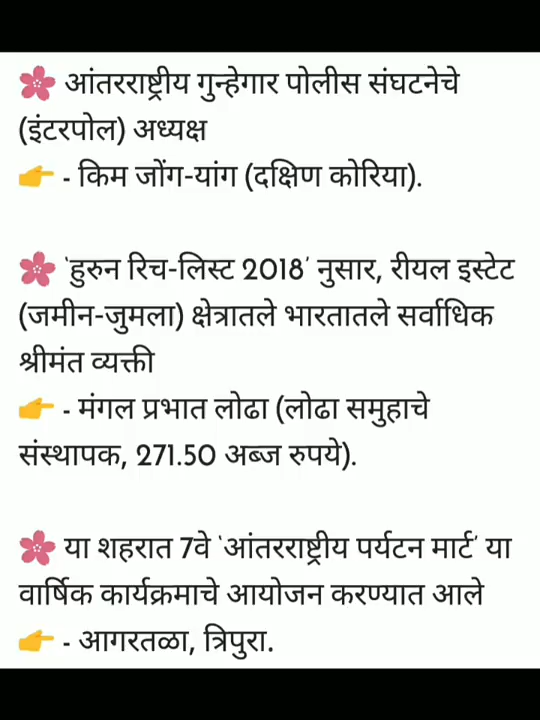 🌸 आंतरराष्ट्रीय गुन्हेगार पोलीस संघटनेचे
(इंटरपोल) अध्यक्ष
👉 - किम जोंग-यांग (दक्षिण कोरिया).
🌸 'हुरुन रिच-लिस्ट 2018' नुसार, रीयल इस्टेट
(जमीन-जुमला) क्षेत्रातले भारतातले सर्वाधिक
श्रीमंत व्यक्ती
👉 - मंगल प्रभात लोढा (लोढा समुहाचे
संस्थापक, 271.50 अब्ज रुपये).
🌸 या शहरात 7वे 'आंतरराष्ट्रीय पर्यटन मार्ट' या
वार्षिक कार्यक्रमाचे आयोजन करण्यात आले
👉 - आगरतळा, त्रिपुरा.